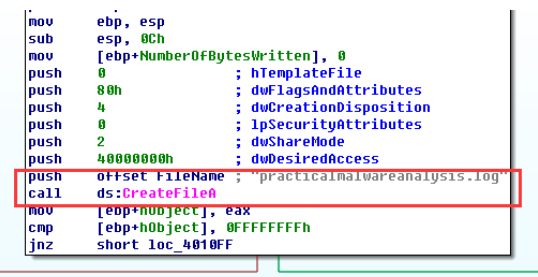 mov ebp, esp
sub esp, 0Ch
mov [ebp+NumberOfBytesWritten], 0
push 0 ; hTemplateFile
push 80h ; dwFlagsAndAttributes
push 4 ; dwCreationDisposition
push 0 ; lpSecurityAttributes
push 2 ; dwShareMode
push 40000000h ; dwDesiredAccess
push offset FileName ; "practicalmalwareanalysis.log"
call ds:CreateFileA
mov [ebp+hObject], eax
cmp [ebp+hObject], 0FFFFFFFFh
jnz short loc_4010FF